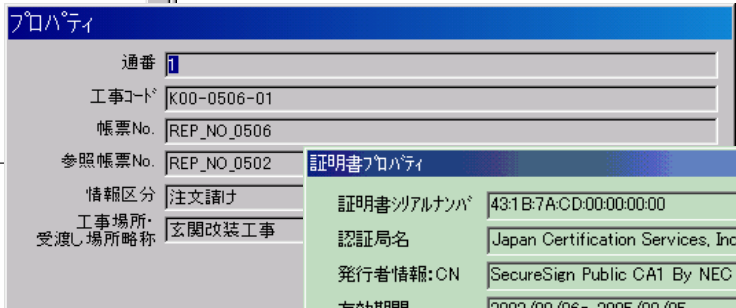 プロパティ
通番 1
工事コード K00-0506-01
帳票No. REP_NO_0506
参照帳票No. REP_NO_0502
情報区分 注文請け
工事場所・
受渡し場所略称 玄関改装工事
証明書プロパティ
証明書シリアルナンバ 43:1B:7A:CD:00:00:00:00
認証局名 Japan Certification Services, Inc
発行者情報:CN SecureSign Public CA1 By NEC
有効期間